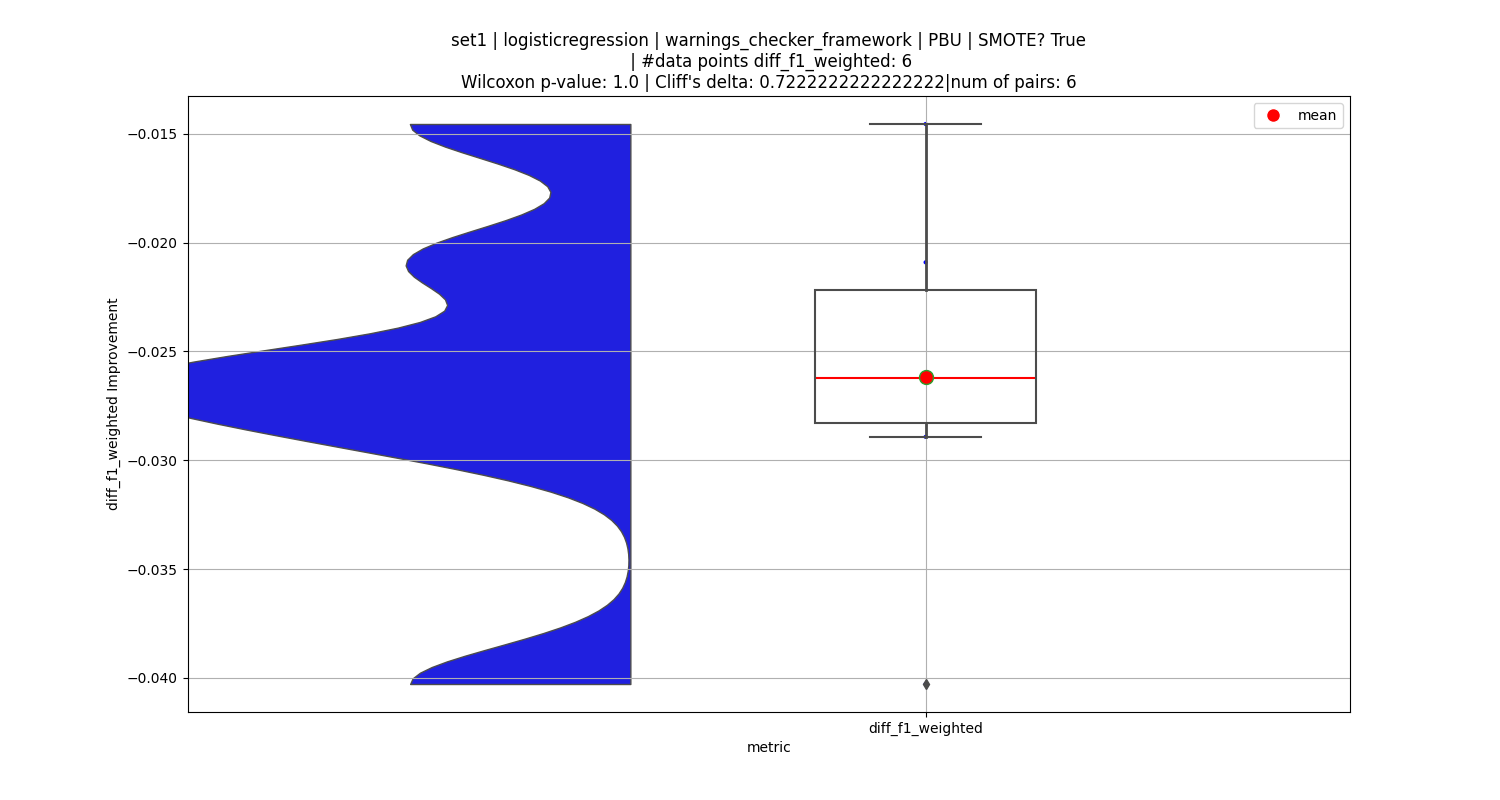 set1 | logisticregression | warnings_checker_framework | PBU | SMOTE? True
| #data points diff_f1_weighted: 6
Wilcoxon p-value: 1.0 | Cliff's delta: 0.7222222222222222|num of pairs: 6
mean
−0.015
−0.020
−0.025
−0.030
−0.035
−0.040
diff_f1_weighted Improvement
diff_f1_weighted
metric